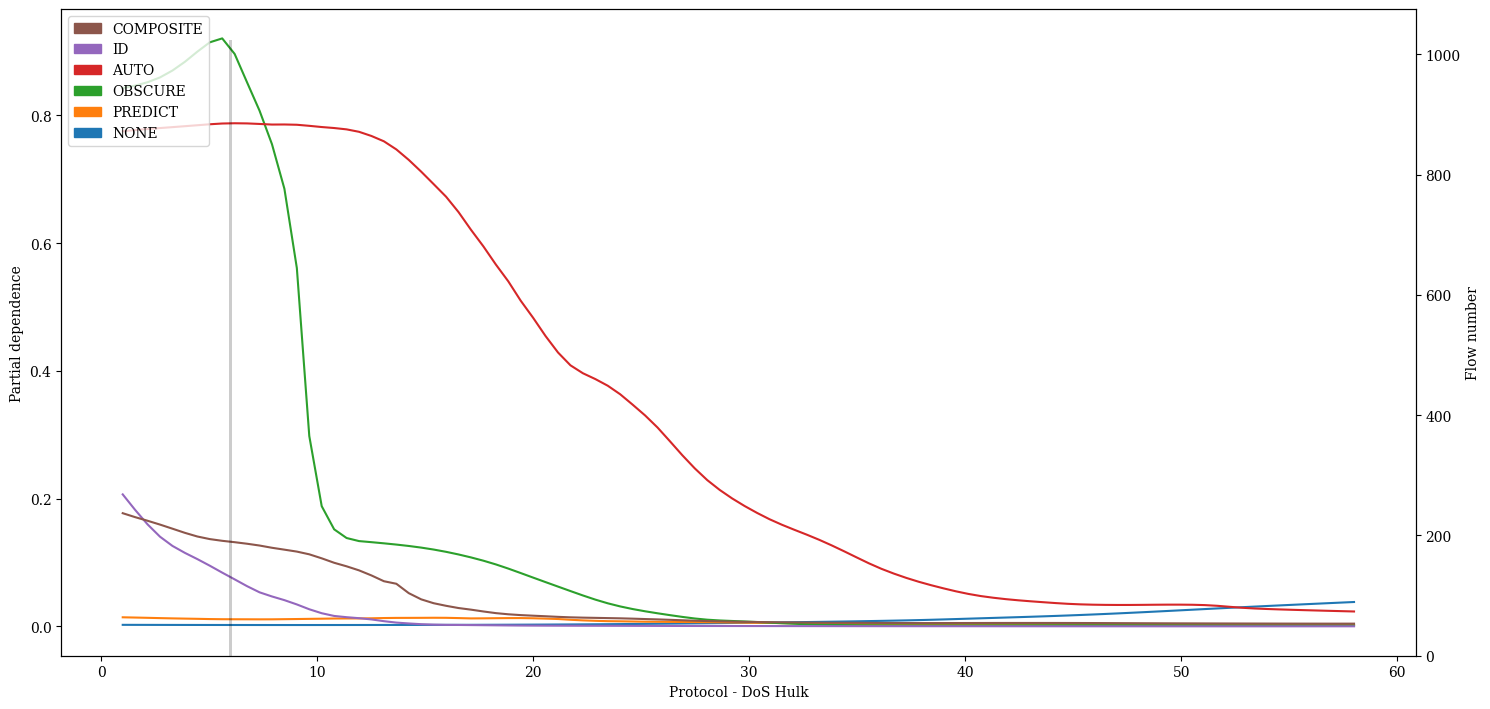 COMPOSITE
ID
AUTO
OBSCURE
PREDICT
NONE
Partial dependence
0.8
0.6
0.4
0.2
0.0
1000
800
600
400
200
0
Flow number
0 10 20 30 40 50 60
Protocol - DoS Hulk